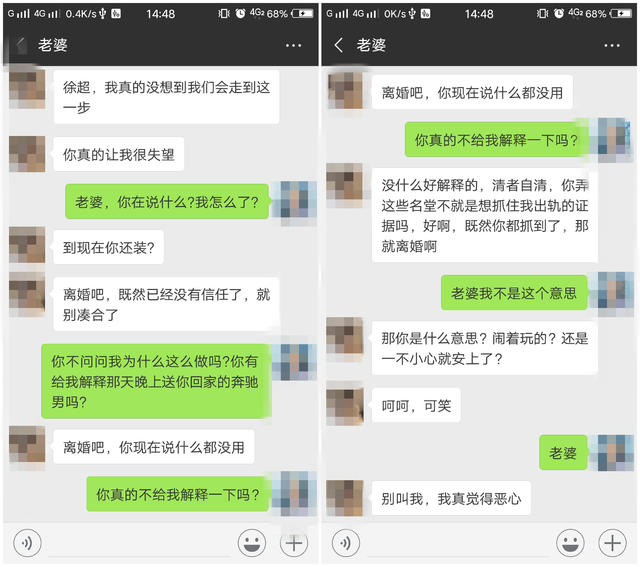 G 4G 0.4K/s 14:48 4G2 68%
老婆
徐超，我真的没想到我们会走到这
一步
你真的让我很失望
老婆，你在说什么?我怎么了?
到现在你还装?
离婚吧，既然已经没有信任了，就
别凑合了
你不问问我为什么这么做吗?你有
给我解释那天晚上送你回家的奔驰
男吗?
离婚吧，你现在说什么都没用
你真的不给我解释一下吗?
G 4G 0K/s 14:48 4G2 68%
老婆
离婚吧，你现在说什么都没用
你真的不给我解释一下吗?
没什么好解释的，清者自清，你弄
这些名堂不就是想抓住我出轨的证
据吗，好啊，既然你都抓到了，那
就离婚啊
老婆我不是这个意思
那你是什么意思？闹着玩的？还是
一不小心就安上了?
呵呵，可笑
老婆
别叫我，我真觉得恶心